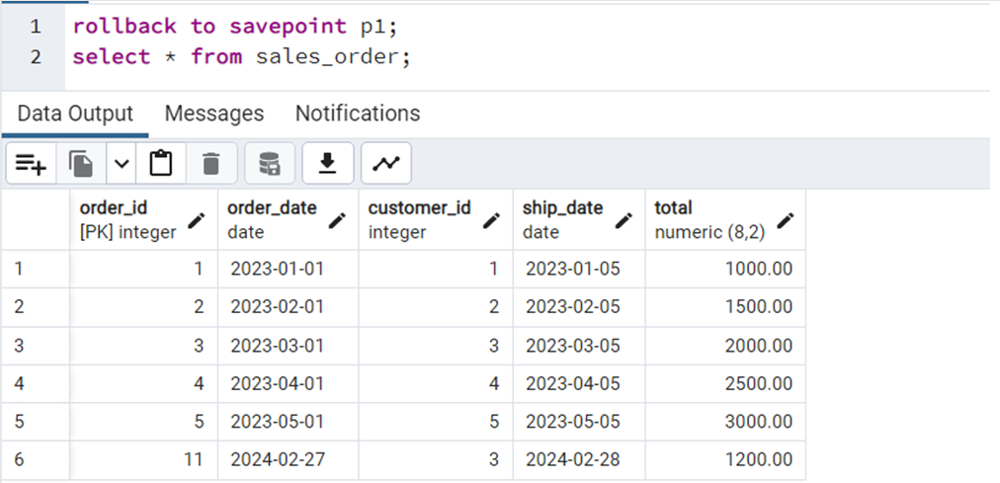 1 rollback to savepoint p1;
2 select * from sales_order;
Data Output Messages Notifications
order_id order_date customer_id ship_date total
[PK] integer date integer date numeric (8,2)
1 1 2023-01-01 1 2023-01-05 1000.00
2 2 2023-02-01 2 2023-02-05 1500.00
3 3 2023-03-01 3 2023-03-05 2000.00
4 4 2023-04-01 4 2023-04-05 2500.00
5 5 2023-05-01 5 2023-05-05 3000.00
6 11 2024-02-27 3 2024-02-28 1200.00